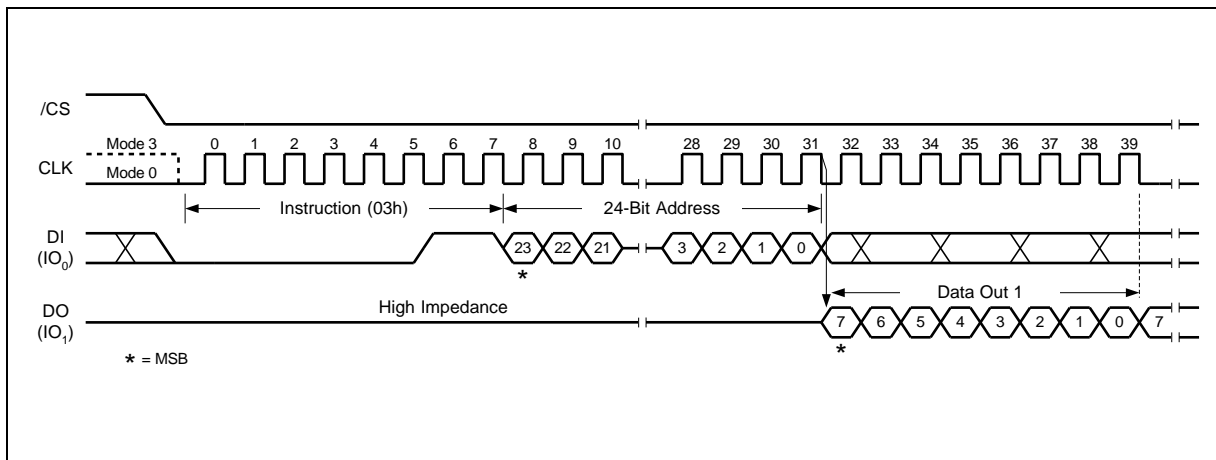 /CS
Mode 3 0 1 2 3 4 5 6 7 8 9 10 28 29 30 31 32 33 34 35 36 37 38 39
CLK
Mode 0
Instruction (03h) 24-Bit Address
DI
(IO0)
23 22 21 3 2 1 0
*
High Impedance
Data Out 1
DO
(IO1)
7 6 5 4 3 2 1 0 7
*
* = MSB